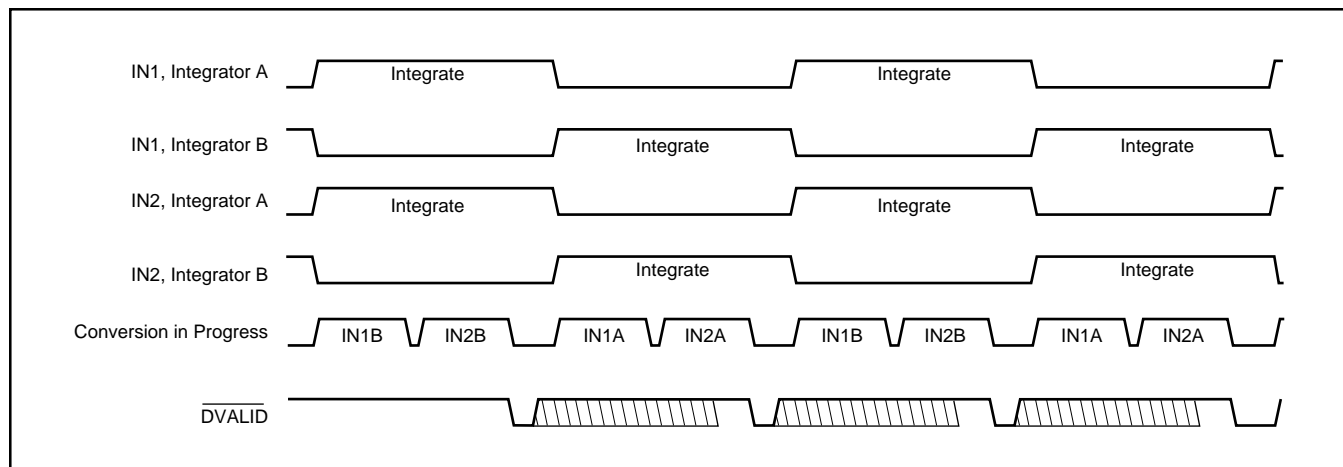 IN1, Integrator A
Integrate
Integrate
IN1, Integrator B
Integrate
Integrate
IN2, Integrator A
Integrate
Integrate
IN2, Integrator B
Integrate
Integrate
Conversion in Progress
IN1B IN2B IN1A IN2A IN1B IN2B IN1A IN2A
DVALID